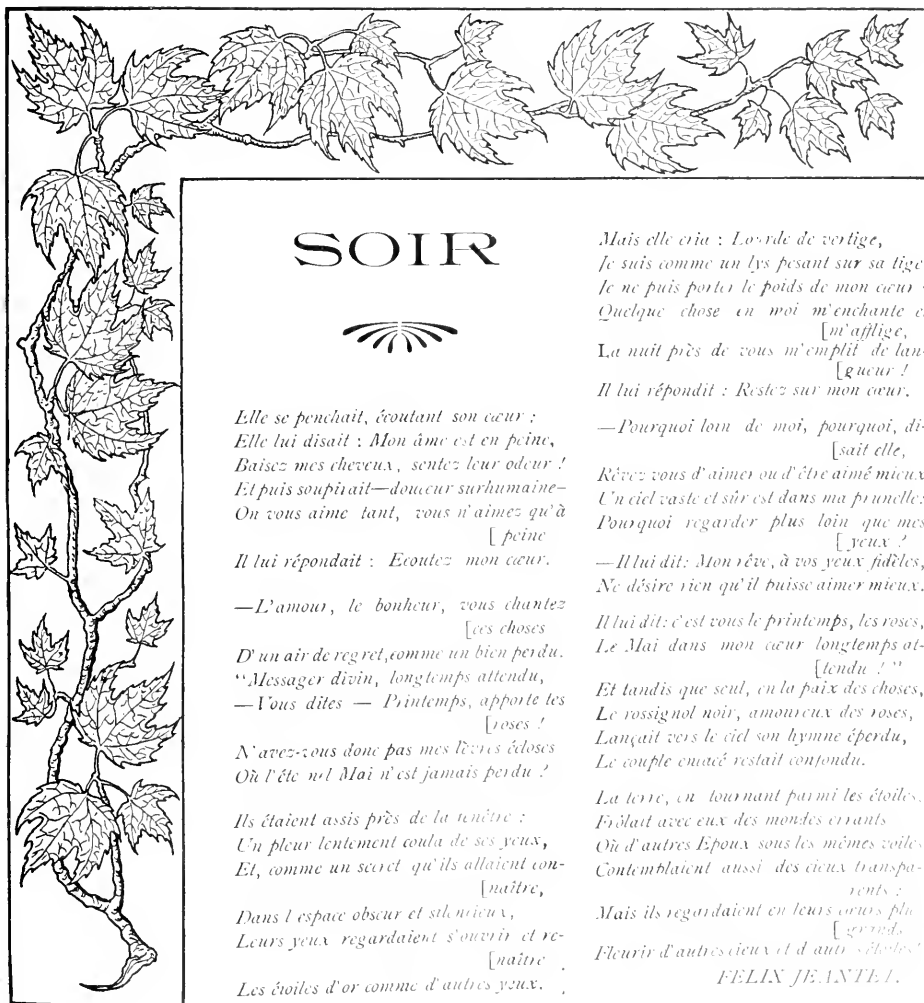 SOIR
Elle se penchait, écoutant son cœur ;
Elle lui disait : Mon âme est en peine,
Baisez mes cheveux, sentez leur odeur !
Et puis soupirait—douceur surhumaine—
On vous aime tant, vous n'aimez qu'à
[peine
Il lui répondait : Ecoutez mon cœur.
—L'amour, le bonheur, vous chantez
[ces choses
D'un air de regret, comme un bien perdu.
"Messager divin, longtemps attendu,
—Vous dites — Printemps, apporte tes
[roses !
N'avez-vous donc pas mes lèvres écloses
Où l'été ni Mai n'est jamais perdu ?
Ils étaient assis près de la fenêtre :
Un pleur lentement coula de ses yeux,
Et, comme un secret qu'ils allaient con-
[naître,
Dans l'espace obscur et silencieux,
Leurs yeux regardaient s'ouvrir et re-
[naître
Les étoiles d'or comme d'autres yeux.
Mais elle cria : Lourde de vertige,
Je suis comme un lys pesant sur sa tige
Je ne puis porter le poids de mon cœur
Quelque chose en moi m'enchante e
[m'afflige,
La nuit près de vous m'emplit de lan-
[gueur !
Il lui répondit : Restez sur mon cœur.
—Pourquoi loin de moi, pourquoi, di-
[sait elle,
Rêvez vous d'aimer ou d'être aimé mieux
Un ciel vaste et sûr est dans ma prunelle:
Pourquoi regarder plus loin que mes
[yeux ?
—Il lui dit: Mon rêve, à vos yeux fidèles,
Ne désire rien qu'il puisse aimer mieux.
Il lui dit: c'est vous le printemps, les roses,
Le Mai dans mon cœur longtemps at-
[tendu ! "
Et tandis que seul, en la paix des choses,
Le rossignol noir, amoureux des roses,
Lançait vers le ciel son hymne éperdu,
Le couple enlacé restait confondu.
La terre, en tournant parmi les étoiles,
Frôlait avec eux des mondes errants
Où d'autres Epoux sous les mêmes voiles
Contemplaient aussi des cieux transpa-
rents ;
Mais ils regardaient en leurs cœurs plu
[grands
Fleurir d'autres cieux et d'autres étoiles!
FELIX JEANTET.